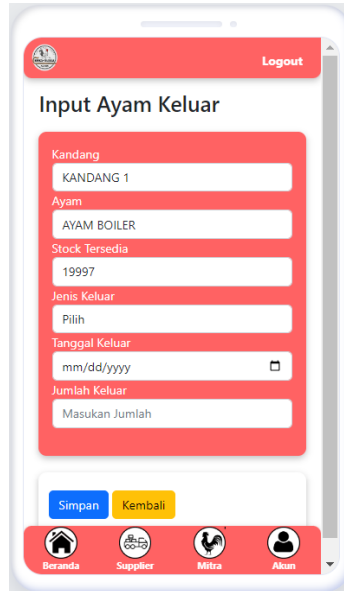 Logout
Input Ayam Keluar
Kandang
KANDANG 1
Ayam
AYAM BOILER
Stock Tersedia
19997
Jenis Keluar
Pilih
Tanggal Keluar
mm/dd/yyyy
Jumlah Keluar
Masukan Jumlah
Simpan Kembali
Beranda Supplier Mitra Akun